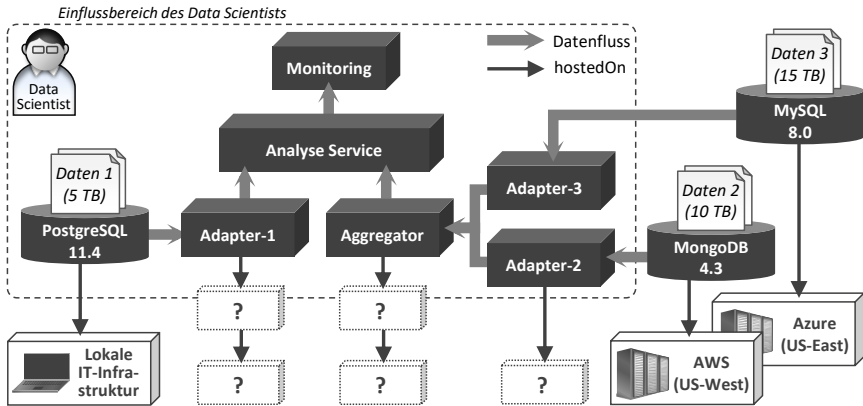 Einflussbereich des Data Scientists
Data
Scientist
Monitoring
Datenfluss
hostedOn
Daten 3
(15 TB)
MySQL
8.0
Analyse Service
Daten 1
(5 TB)
PostgreSQL
11.4
Adapter-1
Aggregator
Adapter-3
Adapter-2
Daten 2
(10 TB)
MongoDB
4.3
?
?
?
?
?
Lokale
IT-Infra-
struktur
AWS
(US-West)
Azure
(US-East)